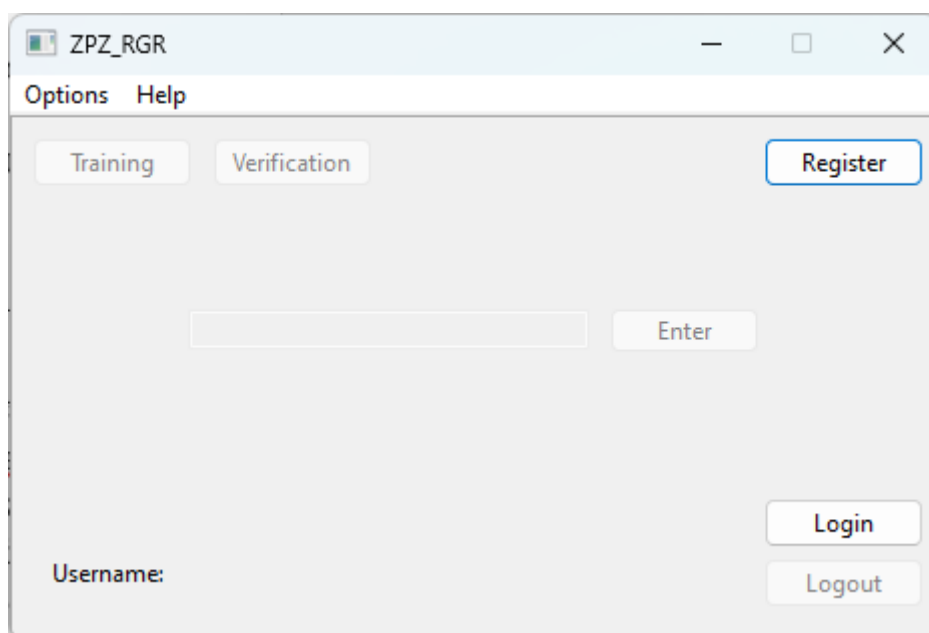 ZPZ_RGR
Options Help
Training Verification Register
Enter
Login
Username:
Logout